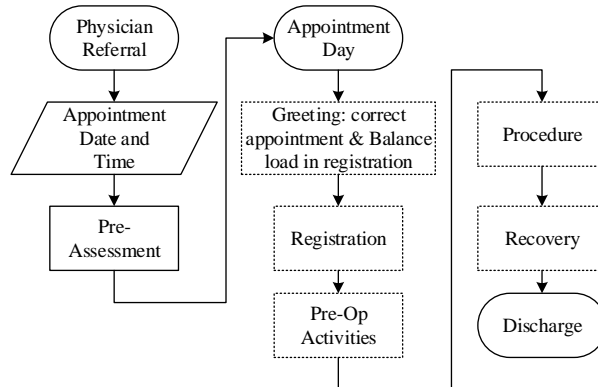 Physician
Referral
Appointment
Date and
Time
Pre-
Assessment
Appointment
Day
Greeting: correct
appointment & Balance
load in registration
Registration
Pre-Op
Activities
Procedure
Recovery
Discharge